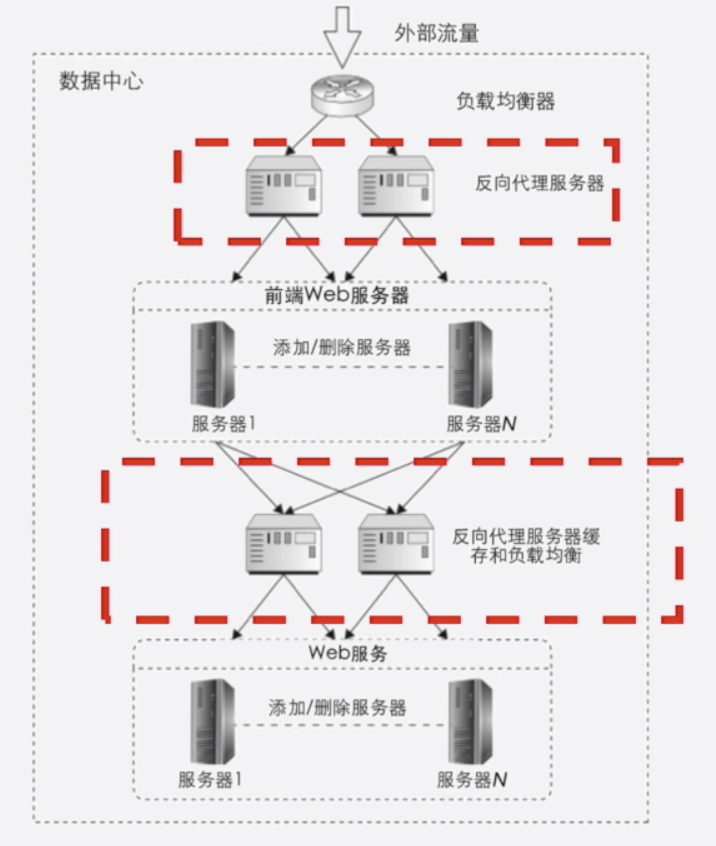 外部流量
数据中心
负载均衡器
反向代理服务器
前端Web服务器
添加/删除服务器
服务器1
服务器N
反向代理服务器缓
存和负载均衡
Web服务
添加/删除服务器
服务器1
服务器N